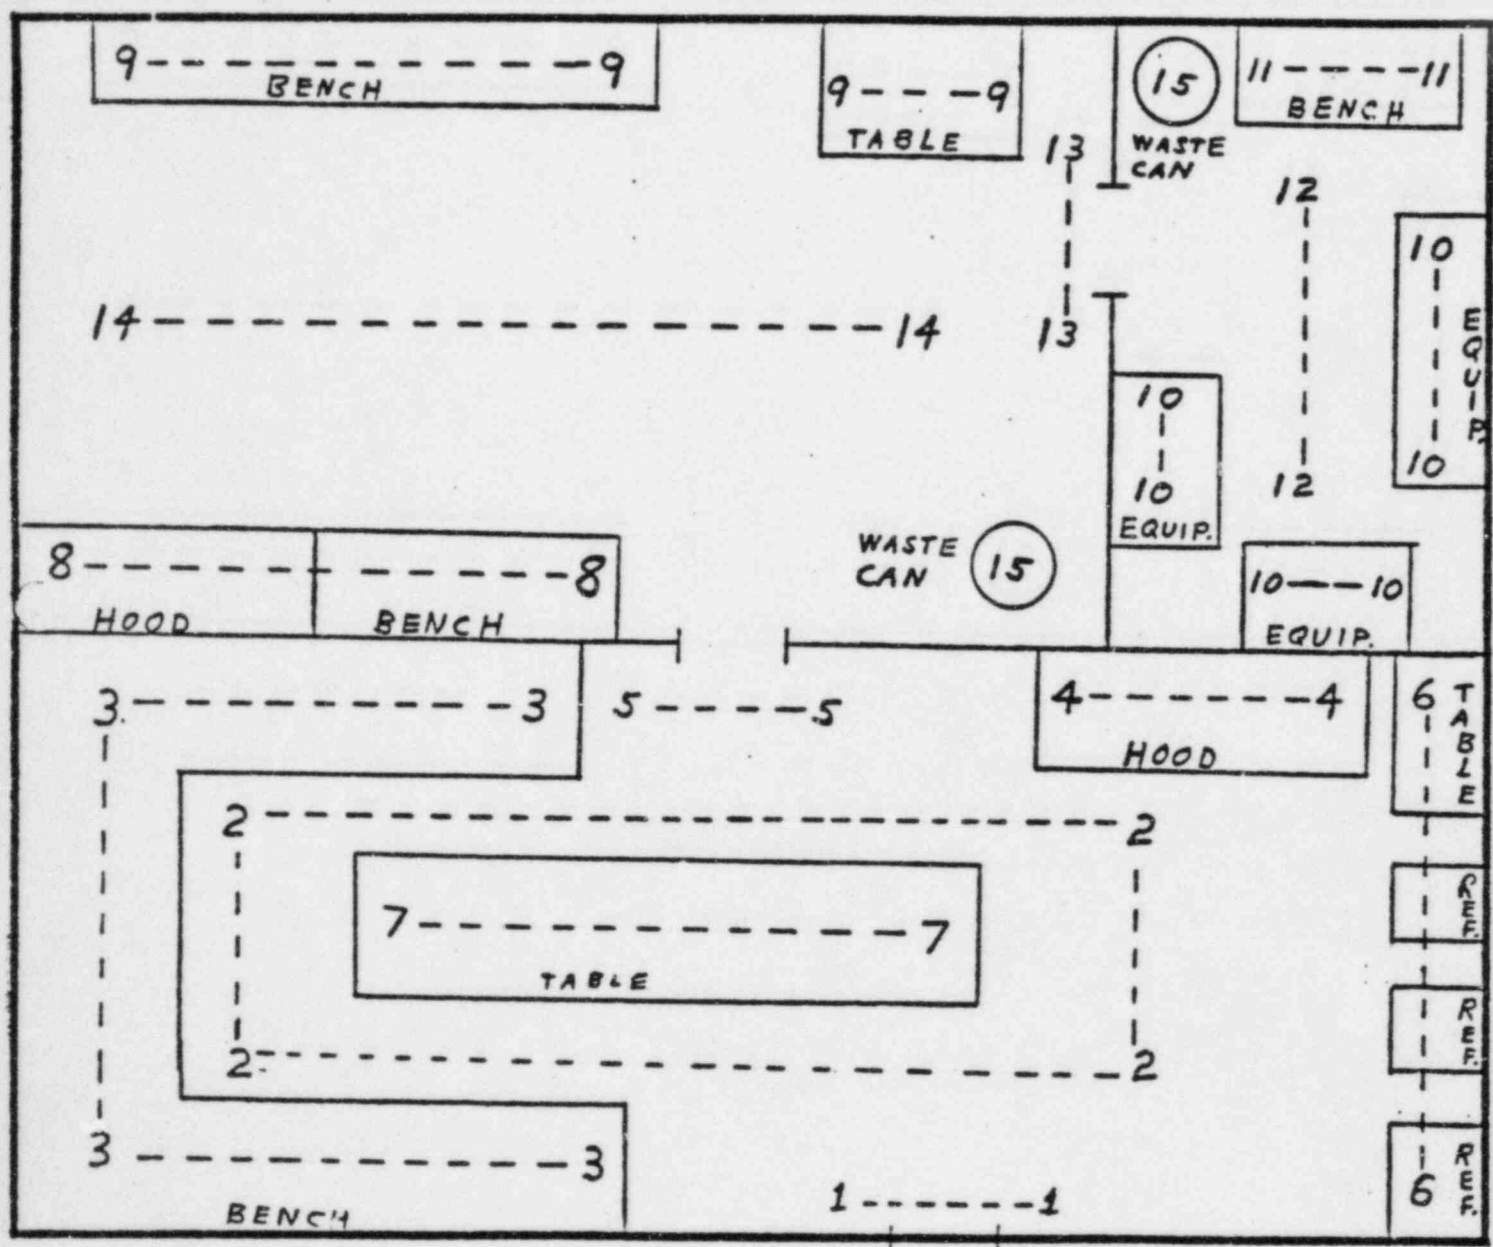 9 9
BENCH
9 9
TABLE
15
WASTE
CAN
11 11
BENCH
13
13
12
12
10
10
EQUIP.
14 14
10
10
EQUIP.
WASTE
CAN
15
10 10
EQUIP.
8 8
HOOD BENCH
3 3
5 5
4 4
HOOD
6
TABLE
2 2
7 7
TABLE
REF.
REF.
2 2
3 3
BENCH
1 1
6
REF.